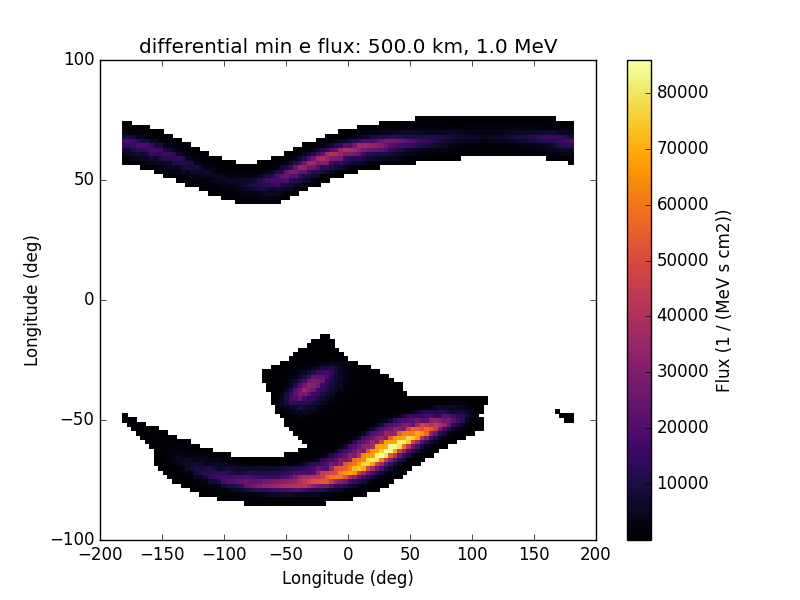 differential min e flux: 500.0 km, 1.0 MeV
100
50
0
−50
−100
−200 −150 −100 −50 0 50 100 150 200
Longitude (deg)
Longitude (deg)
80000
70000
60000
50000
40000
30000
20000
10000
Flux (1 / (MeV s cm2))